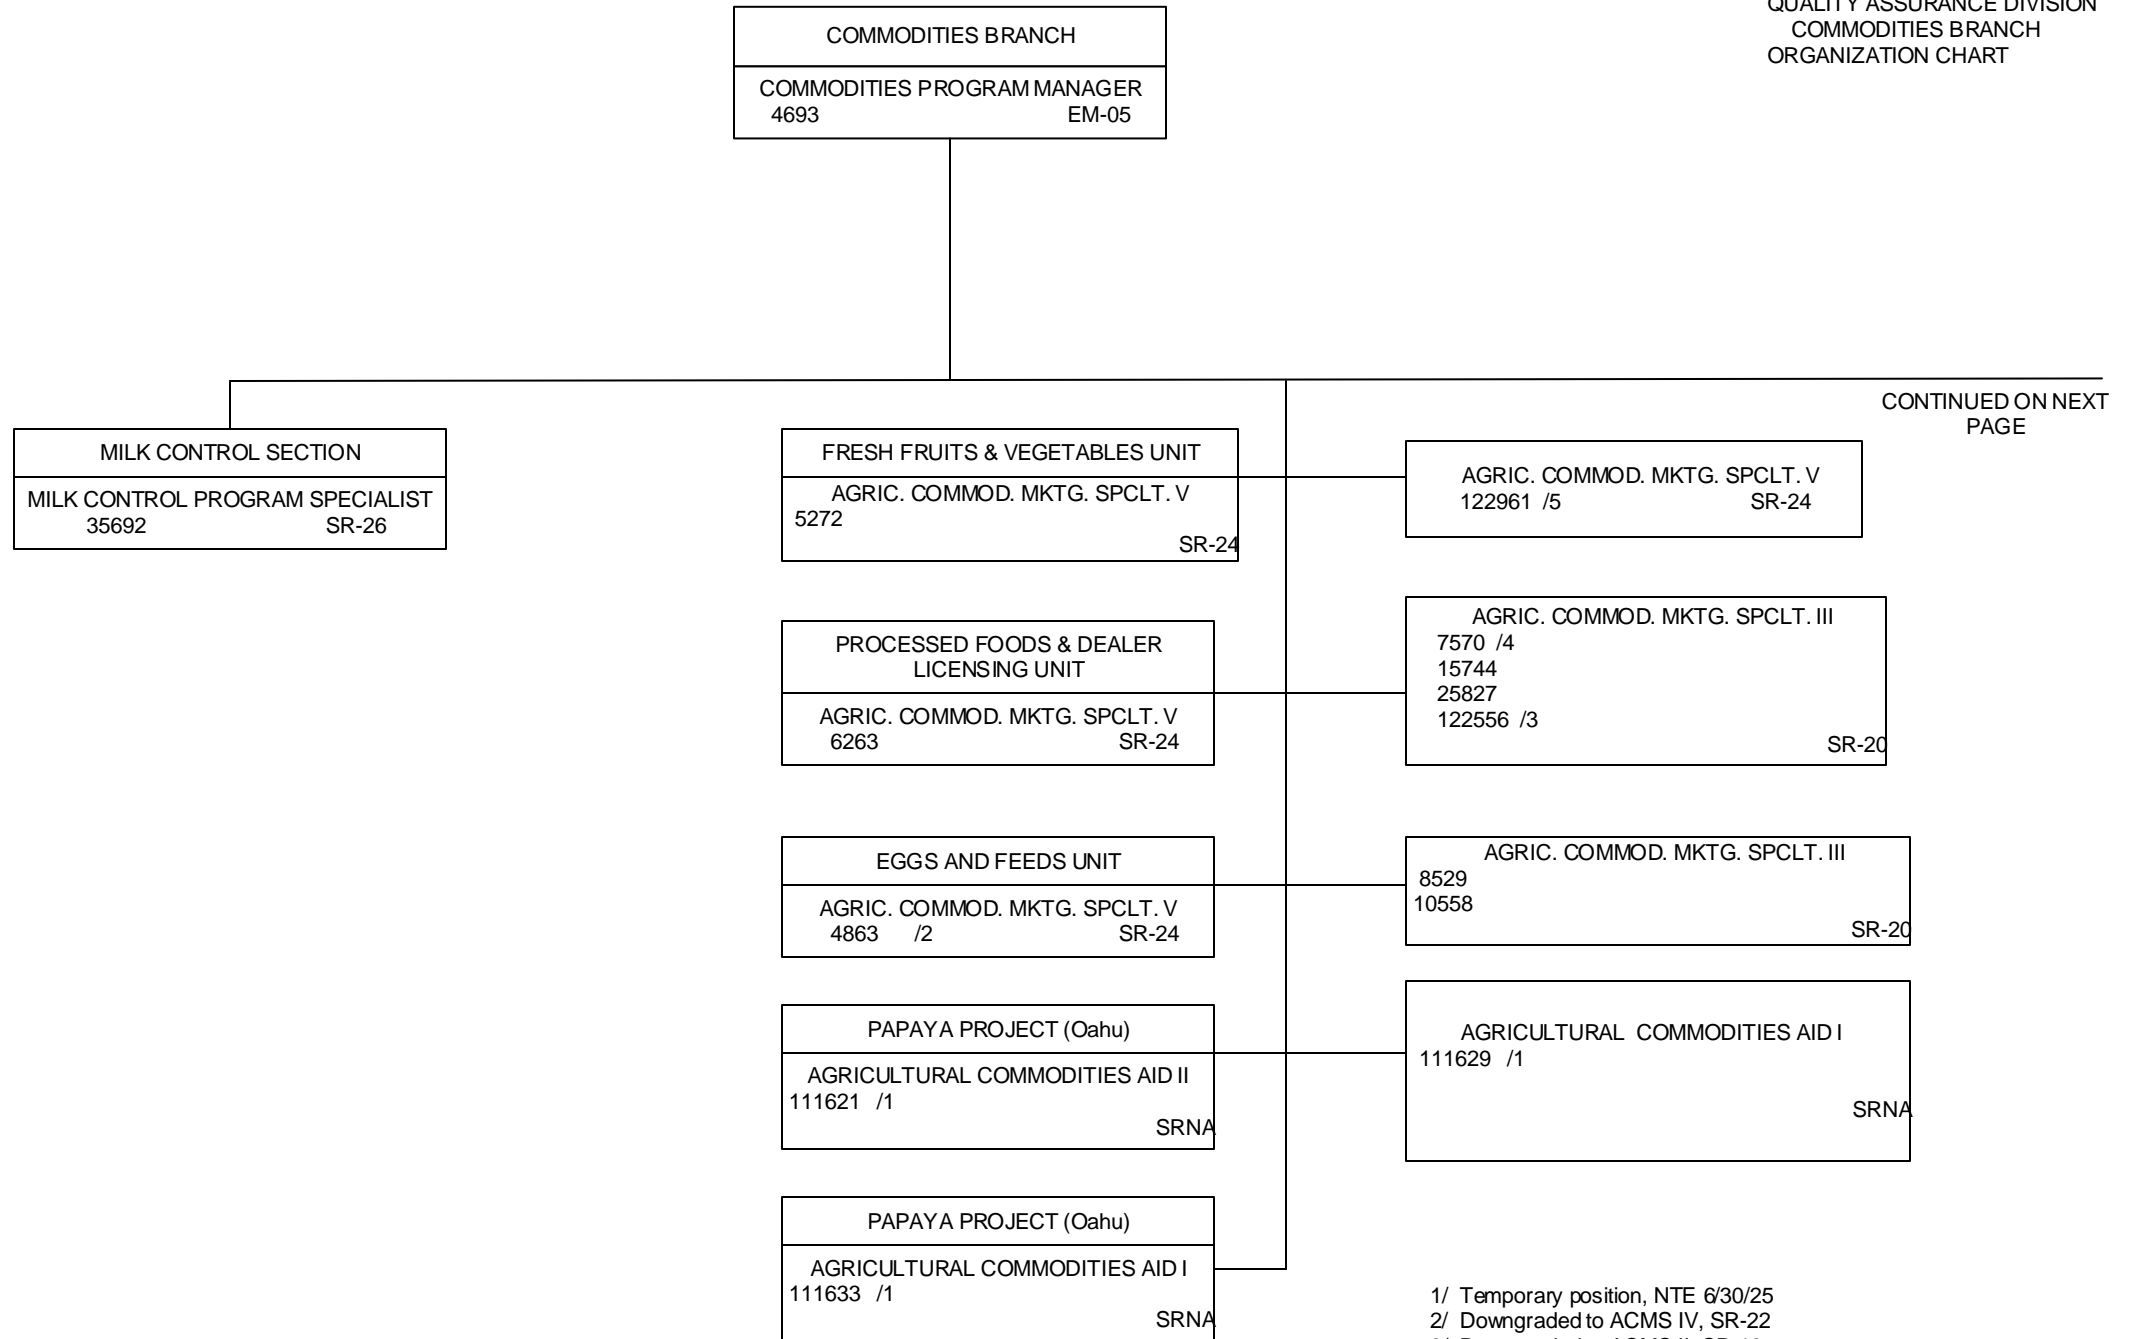 QUALITY ASSURANCE DIVISION
COMMODITIES BRANCH
ORGANIZATION CHART
COMMODITIES BRANCH
COMMODITIES PROGRAM MANAGER
4693 EM-05
CONTINUED ON NEXT
PAGE
MILK CONTROL SECTION
MILK CONTROL PROGRAM SPECIALIST
35692 SR-26
FRESH FRUITS & VEGETABLES UNIT
AGRIC. COMMOD. MKTG. SPCLT. V
5272
SR-24
AGRIC. COMMOD. MKTG. SPCLT. V
122961 /5 SR-24
PROCESSED FOODS & DEALER
LICENSING UNIT
AGRIC. COMMOD. MKTG. SPCLT. V
6263 SR-24
AGRIC. COMMOD. MKTG. SPCLT. III
7570 /4
15744
25827
122556 /3
SR-20
EGGS AND FEEDS UNIT
AGRIC. COMMOD. MKTG. SPCLT. V
4863 /2 SR-24
AGRIC. COMMOD. MKTG. SPCLT. III
8529
10558
SR-20
PAPAYA PROJECT (Oahu)
AGRICULTURAL COMMODITIES AID II
111621 /1
SRNA
AGRICULTURAL COMMODITIES AID I
111629 /1
SRNA
PAPAYA PROJECT (Oahu)
AGRICULTURAL COMMODITIES AID I
111633 /1
SRNA
1/ Temporary position, NTE 6/30/25
2/ Downgraded to ACMS IV, SR-22